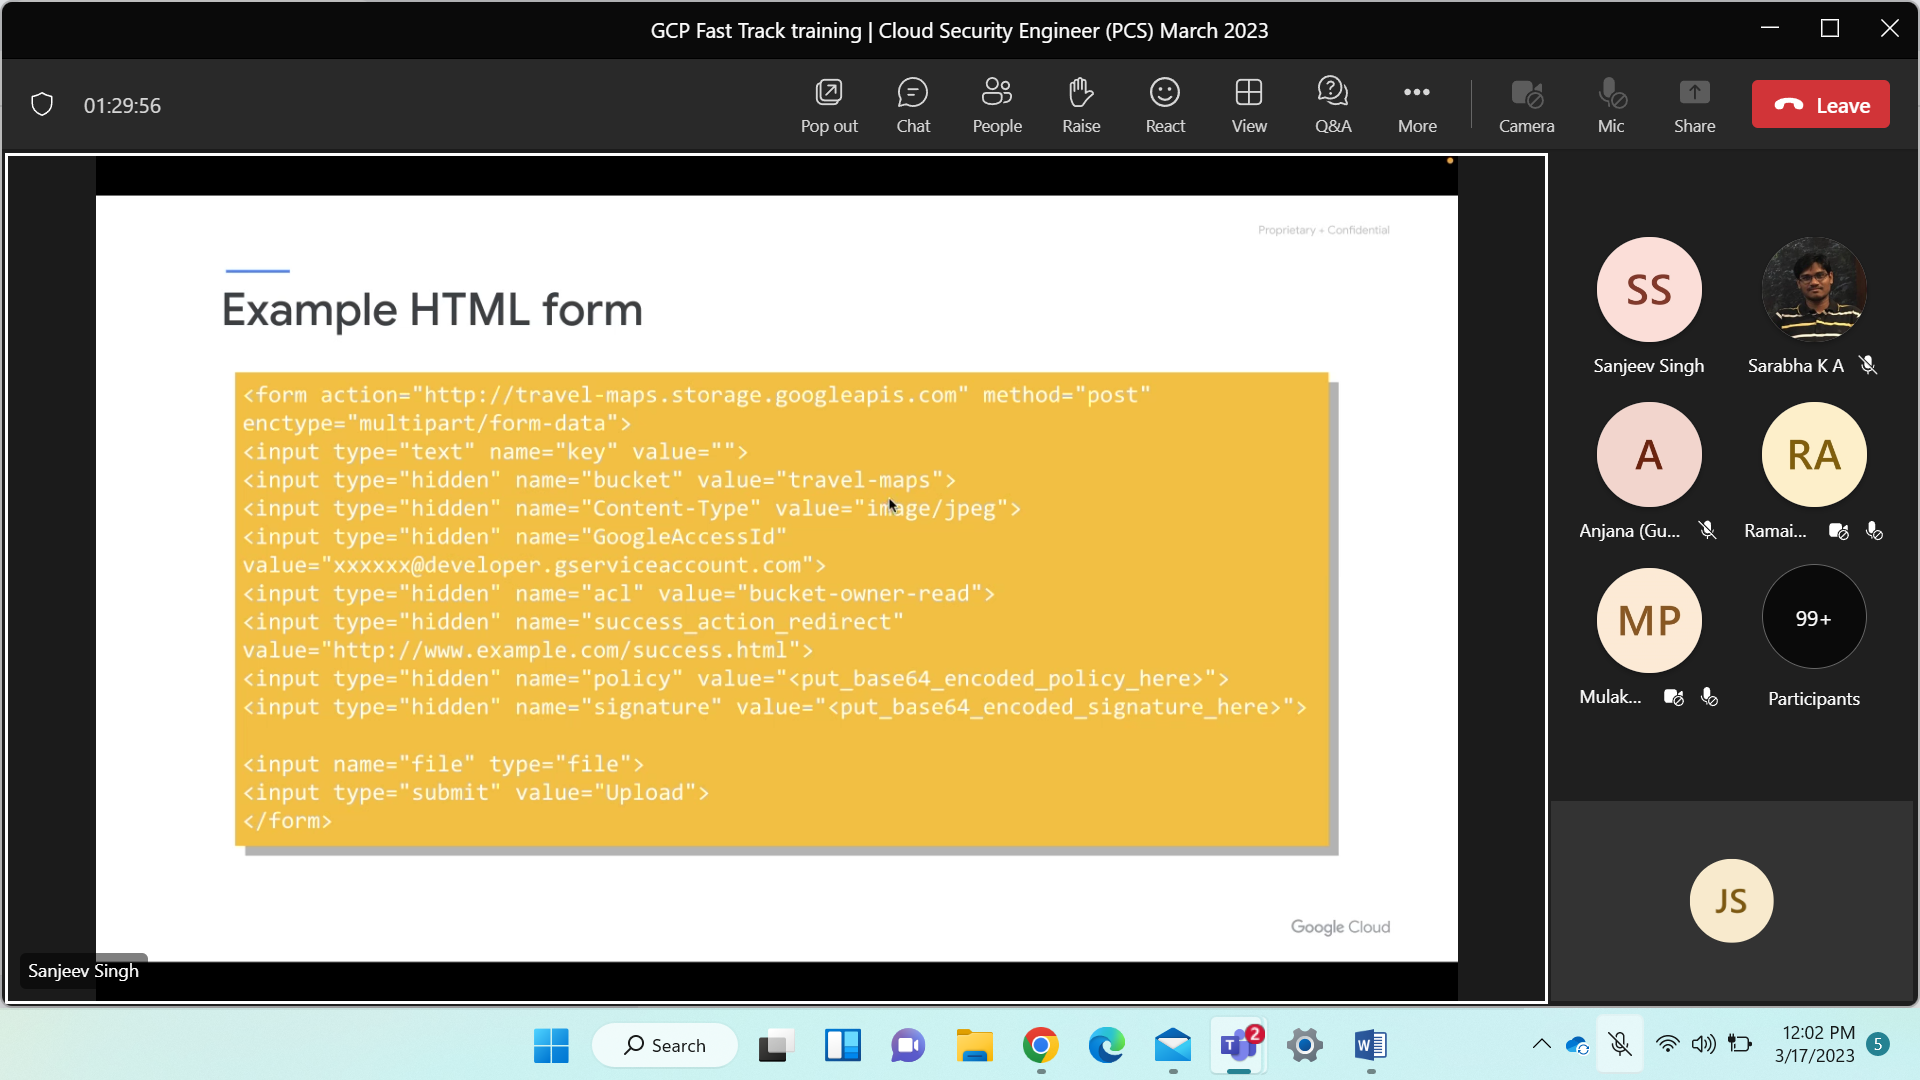 GCP Fast Track training | Cloud Security Engineer (PCS) March 2023
01:29:56
Pop out
Chat
People
Raise
React
View
Q&A
More
Camera
Mic
Share
Leave
Proprietary + Confidential
Example HTML form
<form action="http://travel-maps.storage.googleapis.com" method="post"
enctype="multipart/form-data">
<input type="text" name="key" value="">
<input type="hidden" name="bucket" value="travel-maps">
<input type="hidden" name="Content-Type" value="image/jpeg">
<input type="hidden" name="GoogleAccessId"
value="xxxxxx@developer.gserviceaccount.com">
<input type="hidden" name="acl" value="bucket-owner-read">
<input type="hidden" name="success_action_redirect"
value="http://www.example.com/success.html">
<input type="hidden" name="policy" value="<put_base64_encoded_policy_here>">
<input type="hidden" name="signature" value="<put_base64_encoded_signature_here>">
<input name="file" type="file">
<input type="submit" value="Upload">
</form>
Google Cloud
Sanjeev Singh
SS
Sanjeev Singh
Sarabha K A
A
RA
Anjana (Gu...
Ramai...
MP
99+
Mulak...
Participants
JS
Search
2
12:02 PM
3/17/2023
5